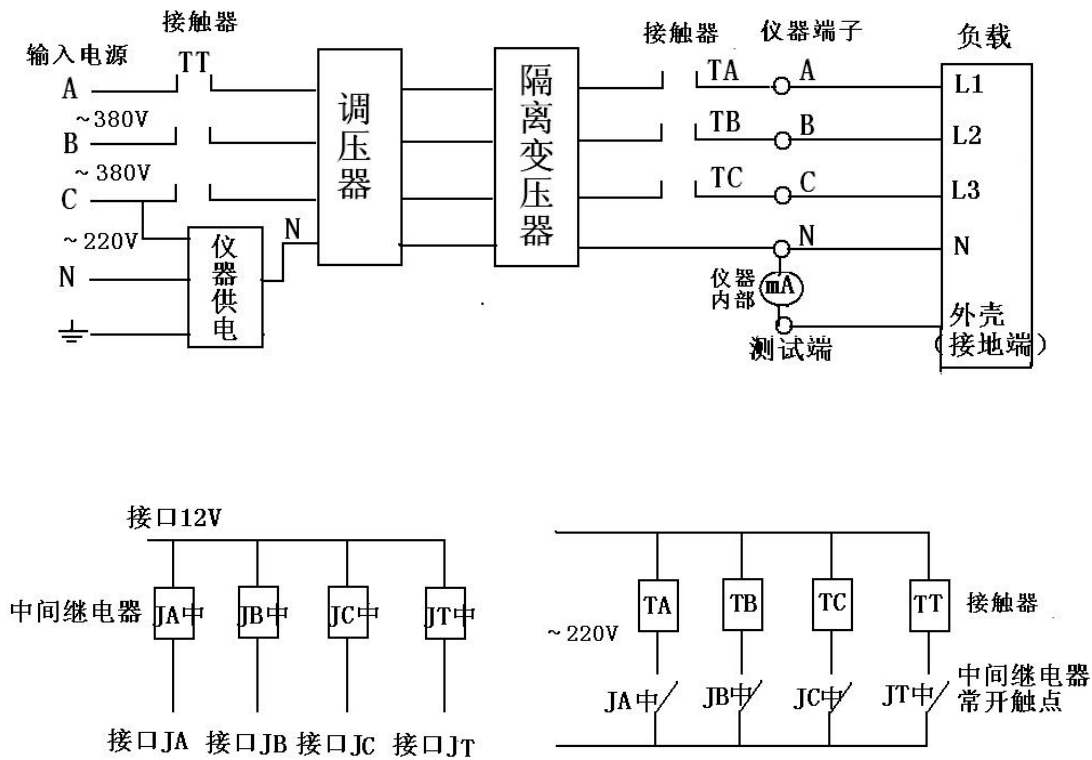 接触器
接触器
仪器端子
负载
输入电源
TT
TA
A
L1
A
~380V
B
TB
B
L2
~380V
C
TC
C
L3
调压器
隔离变压器
~220V
N
N
N
N
仪器供电
仪器
内部
mA
外壳
(接地端)
测试端
接口12V
中间继电器
JA中
JB中
JC中
JT中
接口JA
接口JB
接口JC
接口JT
TA
TB
TC
TT
接触器
~220V
JA中
JB中
JC中
JT中
中间继电器
常开触点